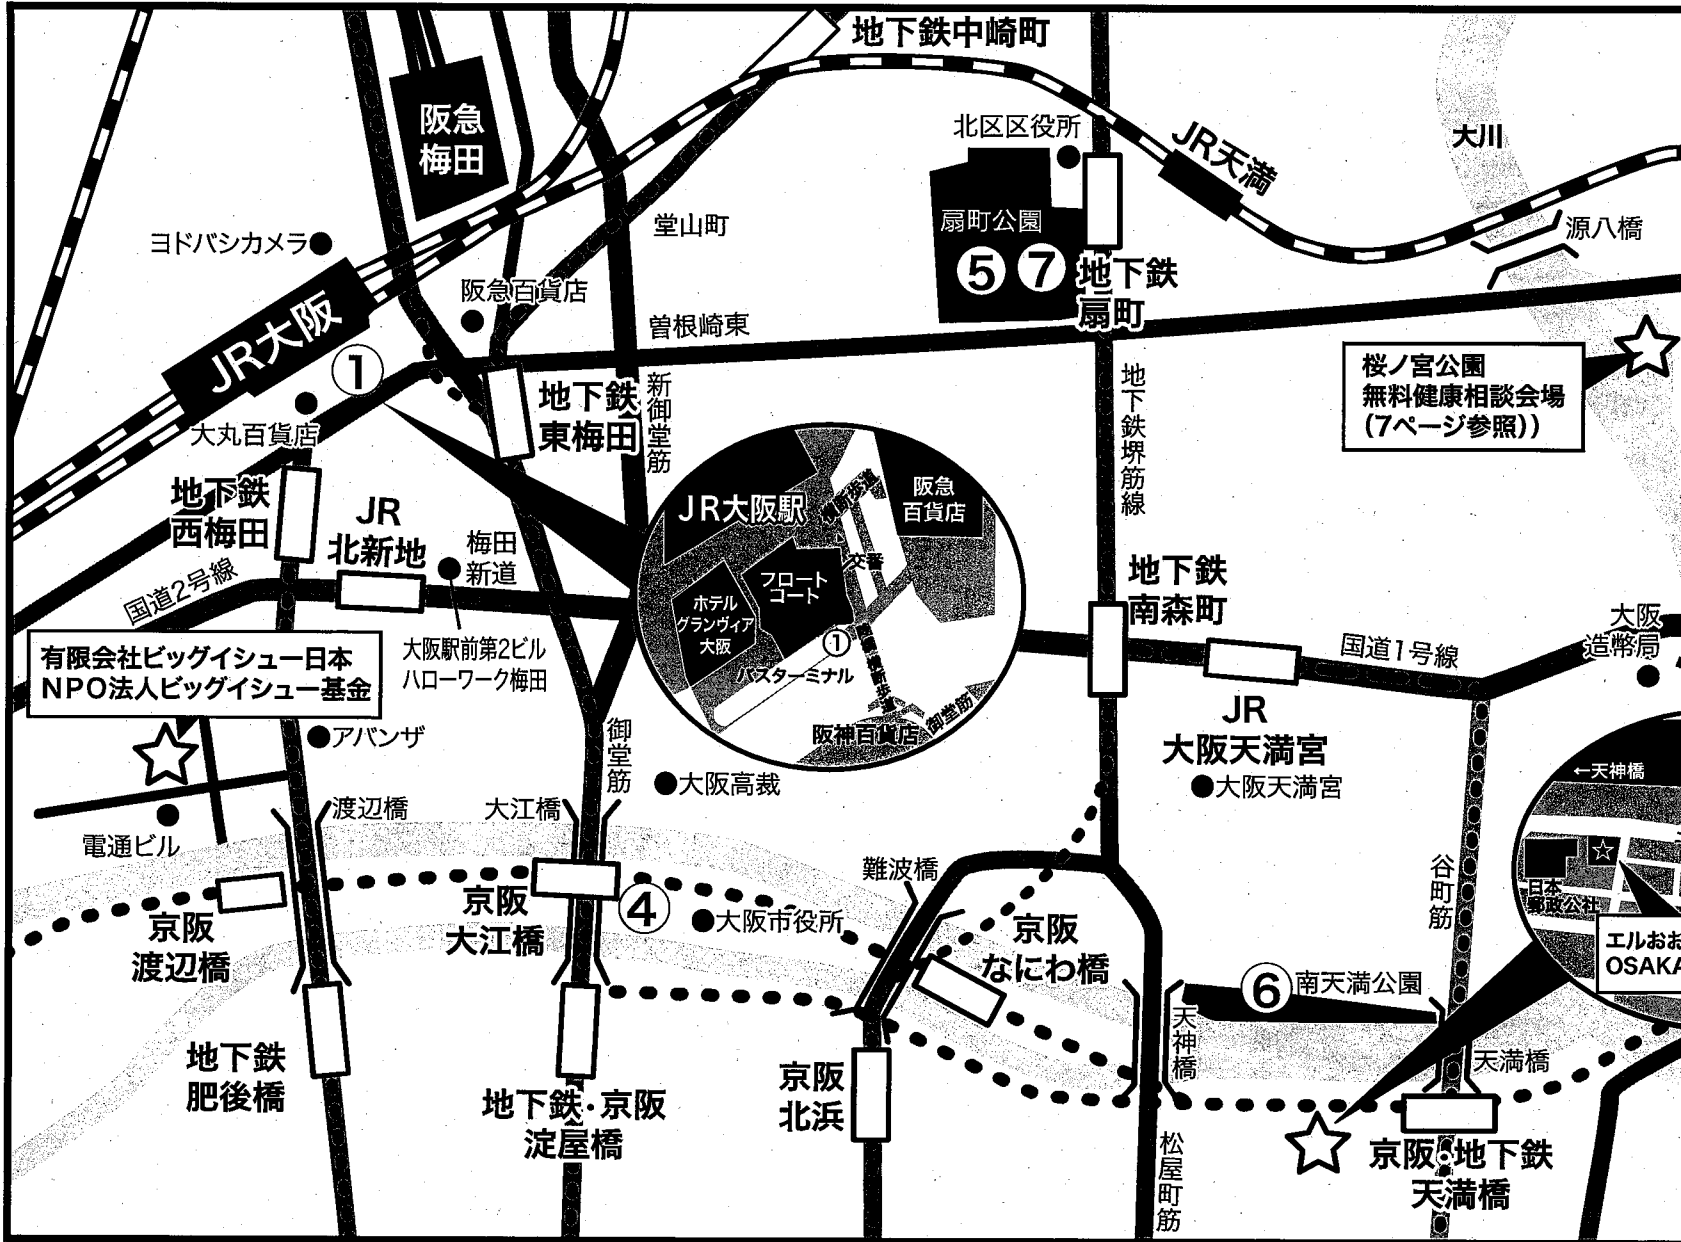 地下鉄中崎町
阪急
梅田
北区区役所
JR天満
大川
扇町公園
⑤ ⑦
地下鉄
扇町
源八橋
堂山町
ヨドバシカメラ
阪急百貨店
曽根崎東
JR大阪
①
大丸百貨店
地下鉄
東梅田
新御堂筋
地下鉄堺筋線
桜ノ宮公園
無料健康相談会場
(7ページ参照))
地下鉄
西梅田
JR
北新地
梅田
新道
国道2号線
大阪駅前第2ビル
ハローワーク梅田
JR大阪駅
横断歩道
阪急
百貨店
交番
フロート
コート
ホテル
グランヴィア
大阪
①
バスターミナル
横断歩道
阪神百貨店
御堂筋
地下鉄
南森町
国道1号線
大阪
造幣局
有限会社ビッグイシュー日本
NPO法人ビッグイシュー基金
アバンザ
御堂筋
大阪高裁
JR
大阪天満宮
大阪天満宮
←天神橋
日本
郵政公社
エルおお
OSAKA
電通ビル
渡辺橋
大江橋
難波橋
谷町筋
京阪
渡辺橋
京阪
大江橋
④
大阪市役所
京阪
なにわ橋
⑥
南天満公園
天神橋
天満橋
地下鉄
肥後橋
地下鉄・京阪
淀屋橋
京阪
北浜
松屋町筋
京阪・地下鉄
天満橋